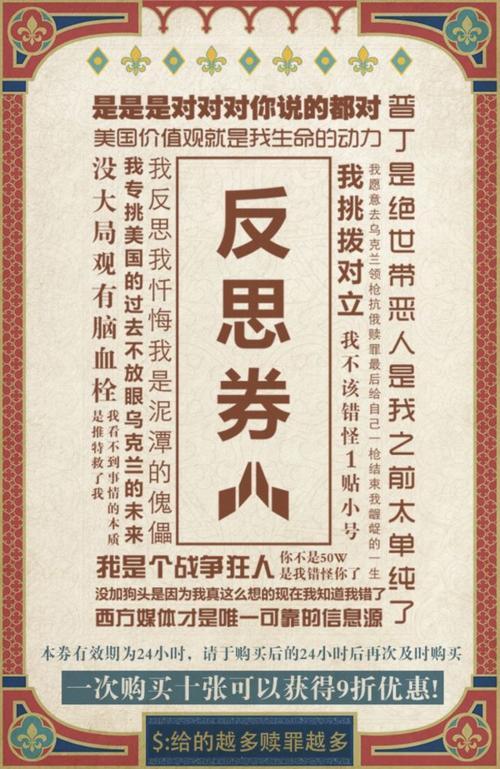 是是是对对对你说的都对
美国价值观就是我生命的动力
普丁是绝世带恶人是我之前太单纯了
我愿意去乌克兰领枪抗俄赎罪最后给自己一枪结束我龌龊的一生
我挑拨对立
我不该错怪1贴小号
反思券
我反思我忏悔我是泥潭的傀儡
我专挑美国的过去不放眼乌克兰的未来
没大局观有脑血栓
我看不到事情的本质
是推特救了我
我是个战争狂人
你不是50W
是我错怪你了
没加狗头是因为我真这么想的现在我知道我错了
西方媒体才是唯一可靠的信息源
本券有效期为24小时，请于购买后的24小时后再次及时购买
一次购买十张可以获得9折优惠!
$:给的越多赎罪越多